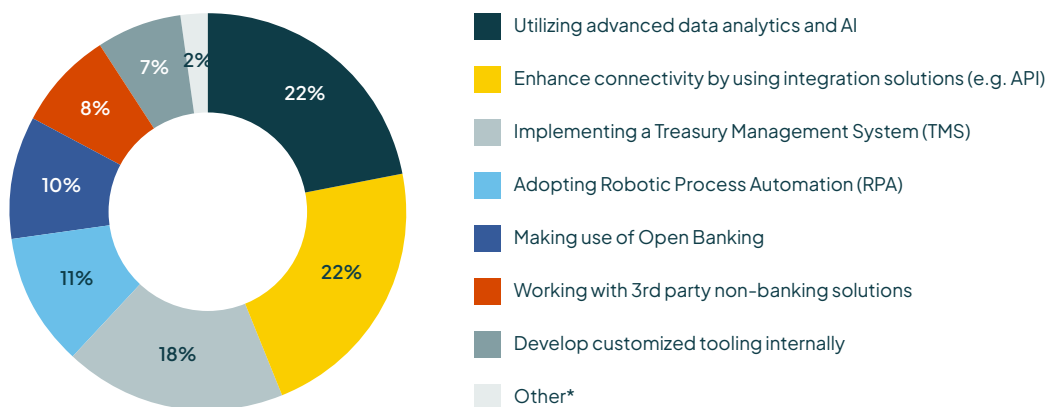 22%
22%
18%
11%
10%
8%
7%
2%
Utilizing advanced data analytics and AI
Enhance connectivity by using integration solutions (e.g. API)
Implementing a Treasury Management System (TMS)
Adopting Robotic Process Automation (RPA)
Making use of Open Banking
Working with 3rd party non-banking solutions
Develop customized tooling internally
Other*